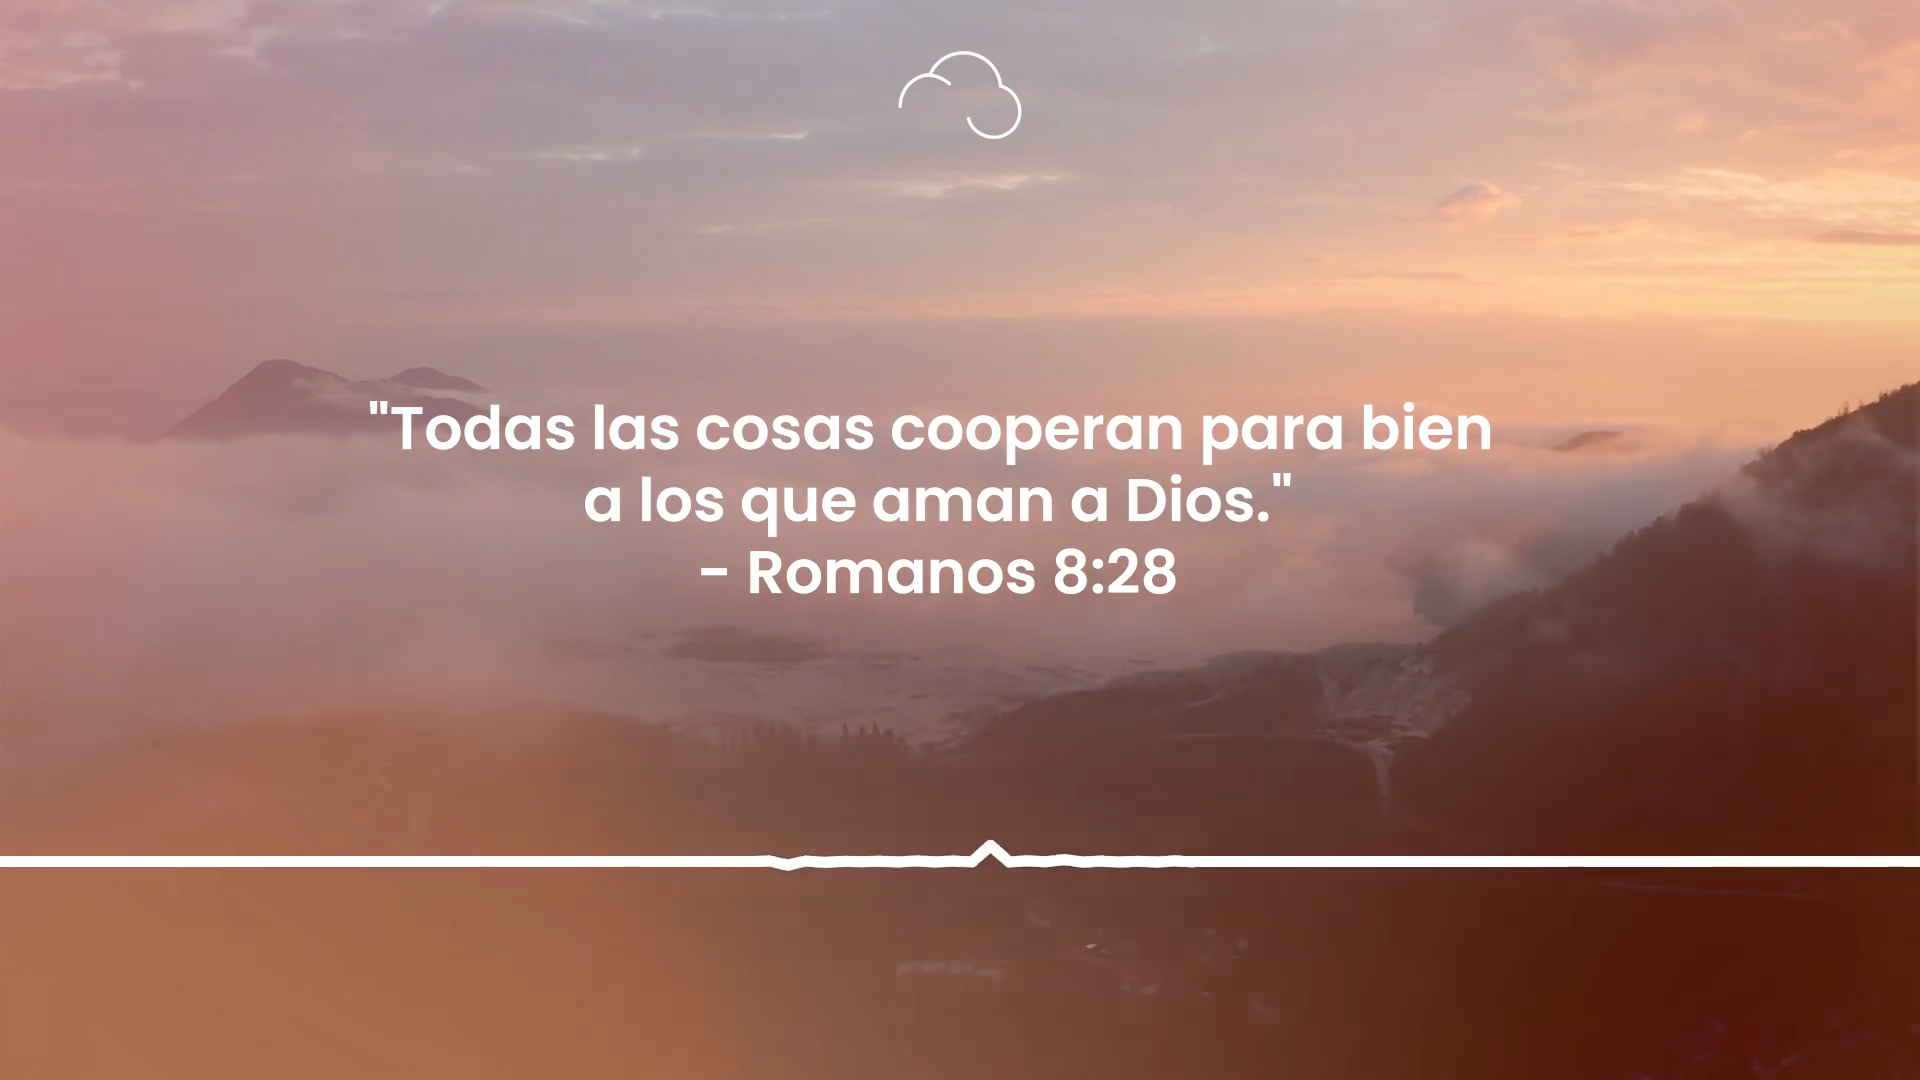 "Todas las cosas cooperan para bien
a los que aman a Dios."
- Romanos 8:28